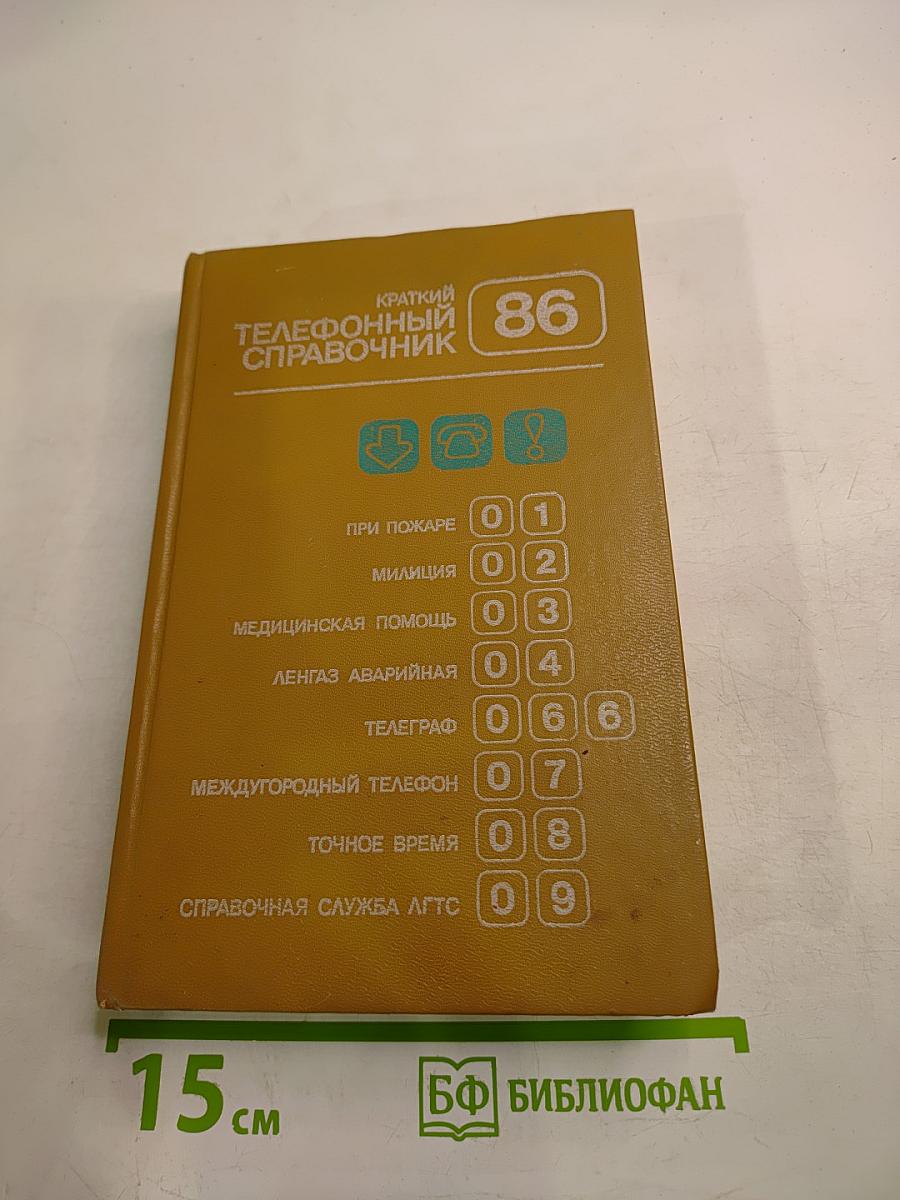 КРАТКИЙ
ТЕЛЕФОННЫЙ
СПРАВОЧНИК
86
ПРИ ПОЖАРЕ 01
МИЛИЦИЯ 02
МЕДИЦИНСКАЯ ПОМОЩЬ 03
ЛЕНГАЗ АВАРИЙНАЯ 04
ТЕЛЕГРАФ 066
МЕЖДУГОРОДНЫЙ ТЕЛЕФОН 07
ТОЧНОЕ ВРЕМЯ 08
СПРАВОЧНАЯ СЛУЖБА ЛГТС 09
15 см
БФ БИБЛИОФАН